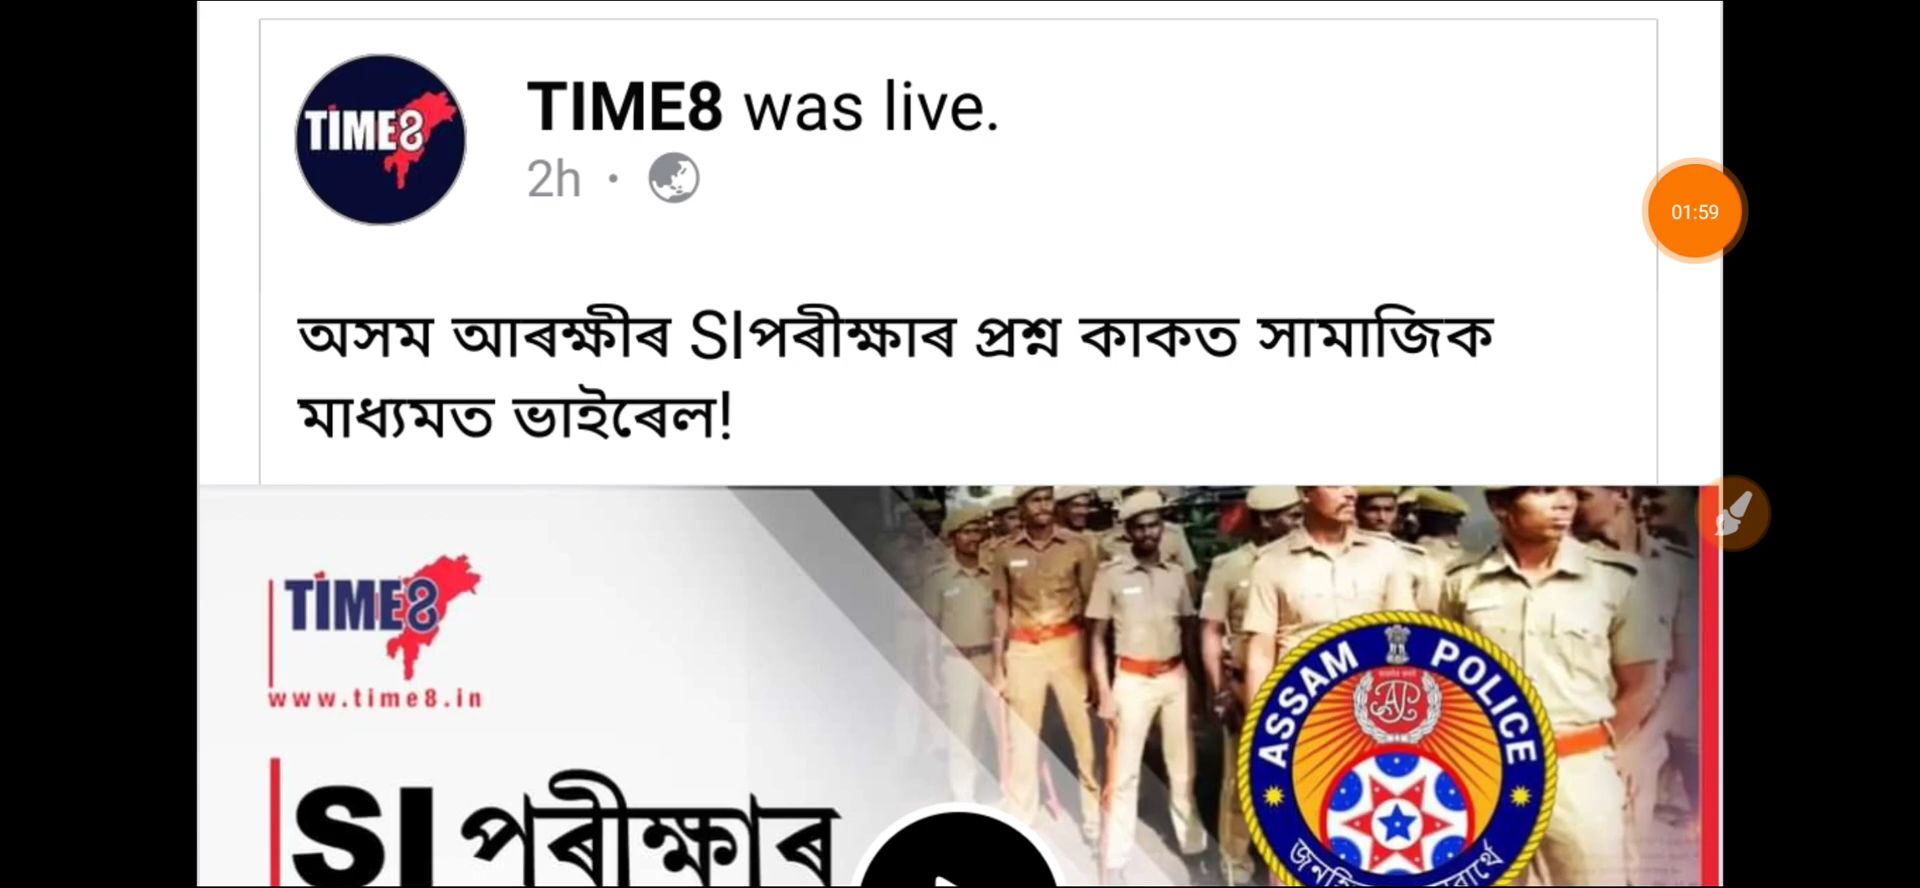 TIME8
TIME8 was live.
2h ·
01:59
অসম আৰক্ষীৰ SIপৰীক্ষাৰ প্ৰশ্ন কাকত সামাজিক
মাধ্যমত ভাইৰেল!
TIME8
www.time8.in
SI পৰীক্ষাৰ
ASSAM POLICE